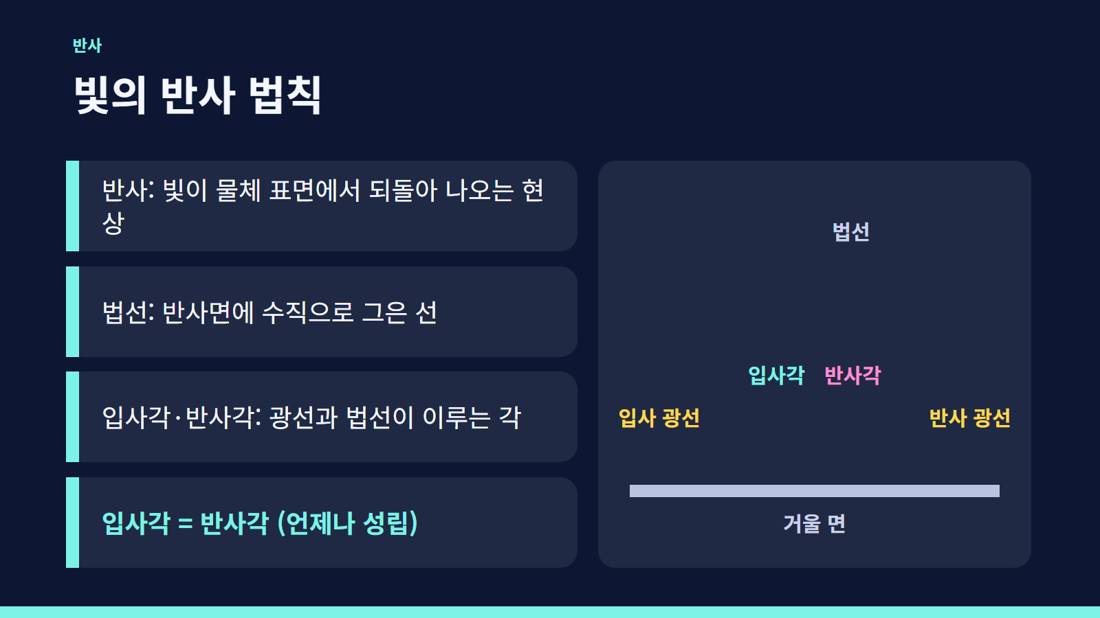 반사
빛의 반사 법칙
반사: 빛이 물체 표면에서 되돌아 나오는 현
상
법선: 반사면에 수직으로 그은 선
입사각·반사각: 광선과 법선이 이루는 각
입사각 = 반사각 (언제나 성립)
법선
입사각 반사각
입사 광선 반사 광선
거울 면